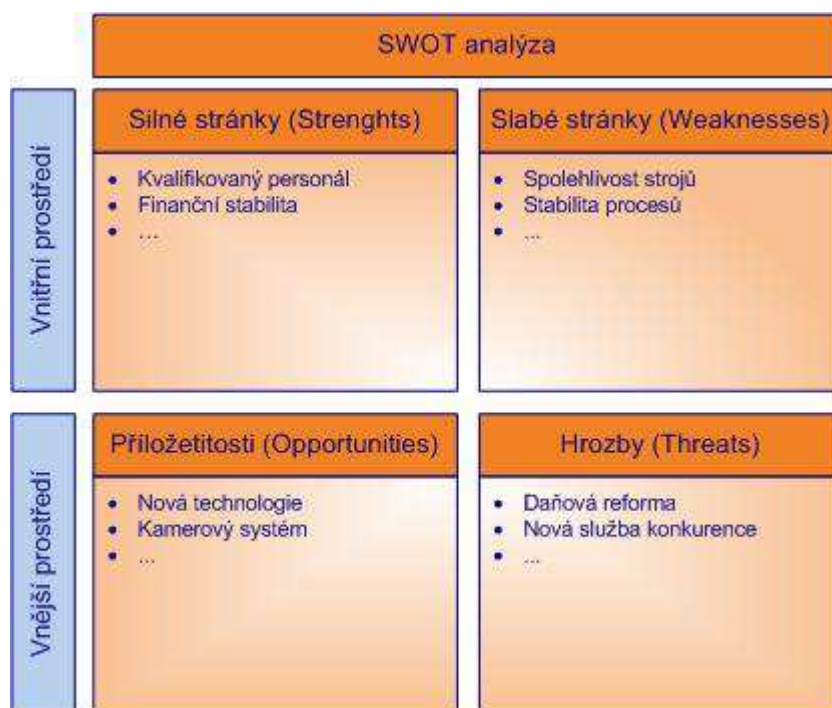 SWOT analýza
Vnitřní prostředí
Silné stránky (Strenghts)
• Kvalifikovaný personál
• Finanční stabilita
• ...
Slabé stránky (Weaknesses)
• Spolehlivost strojů
• Stabilita procesů
• ...
Vnější prostředí
Příložetitosti (Opportunities)
• Nová technologie
• Kamerový systém
• ...
Hrozby (Threats)
• Daňová reforma
• Nová služba konkurence
• ...